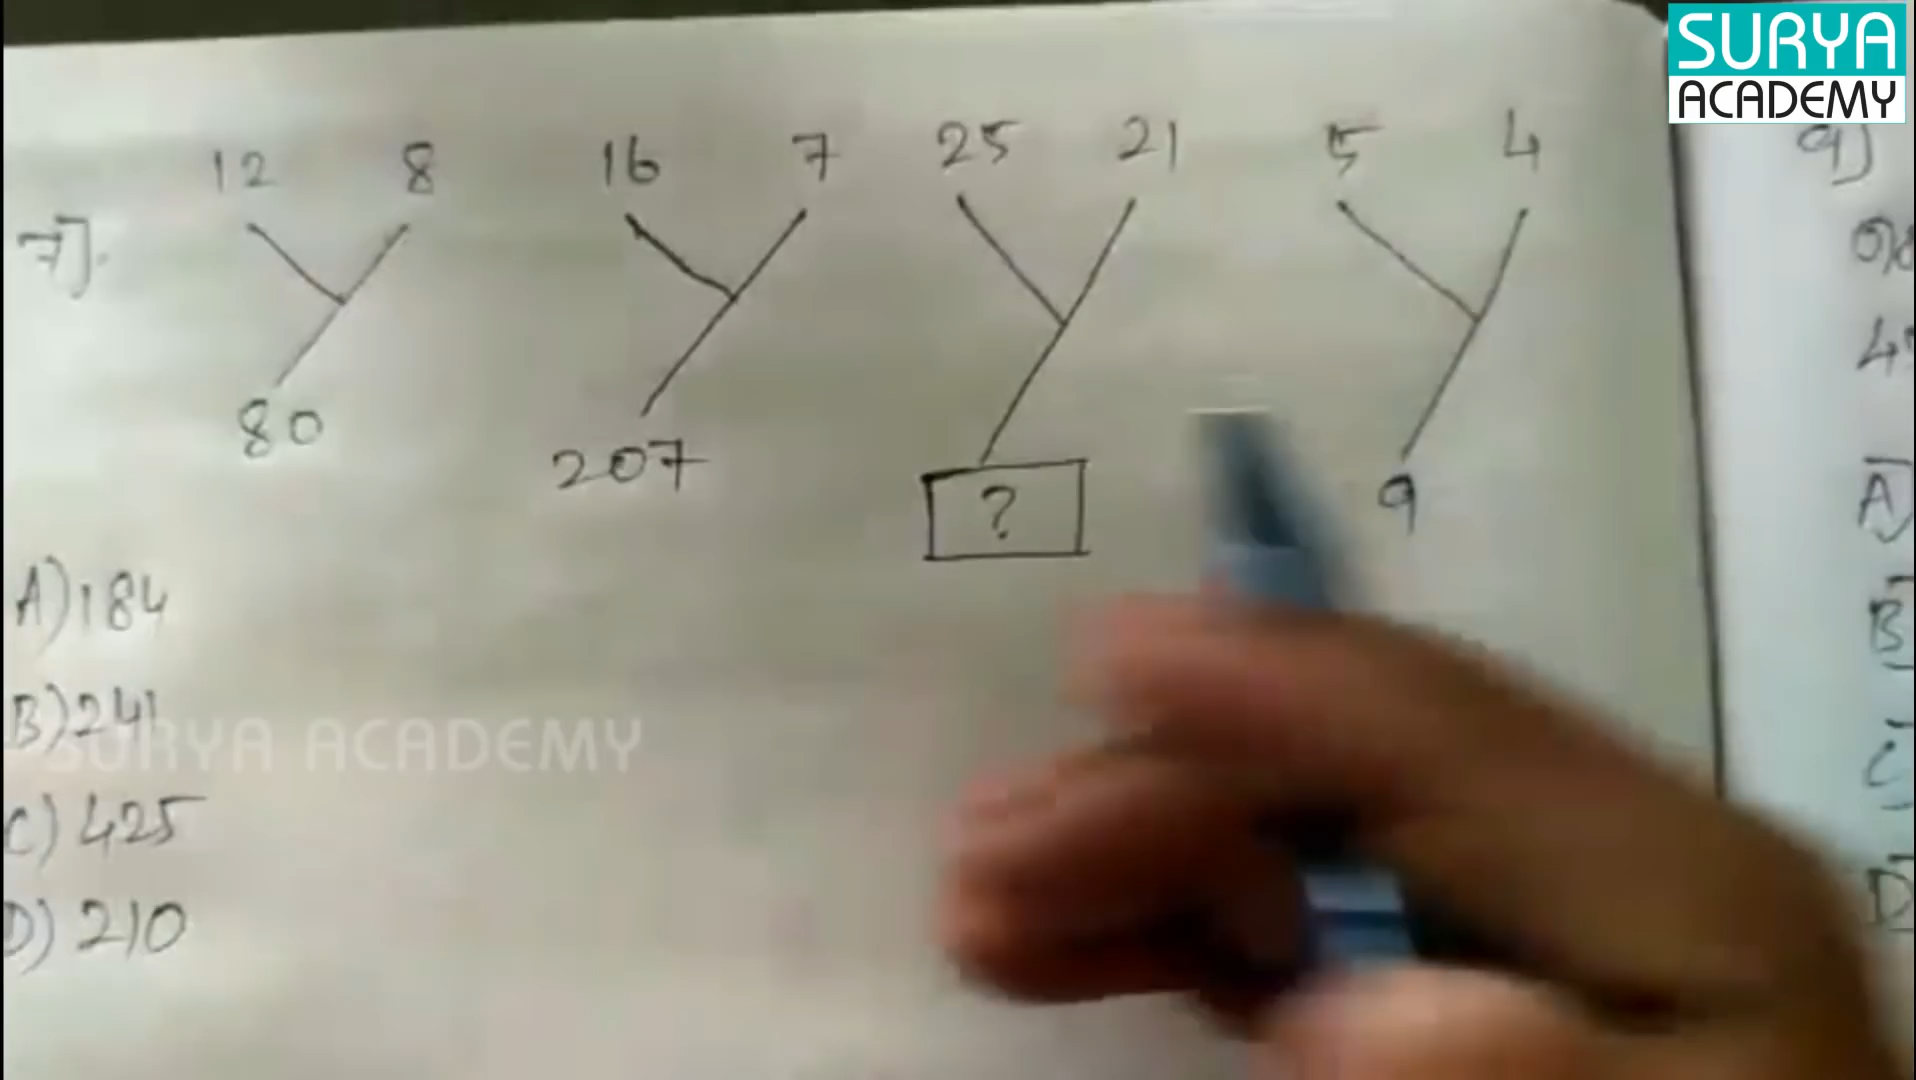 SURYA
ACADEMY
12 8 16 7 25 21 5 4
7].
80 207 ? 9
A) 184
B) 241
SURYA ACADEMY
C) 425
D) 210
9]
A]
B]
C]
D]